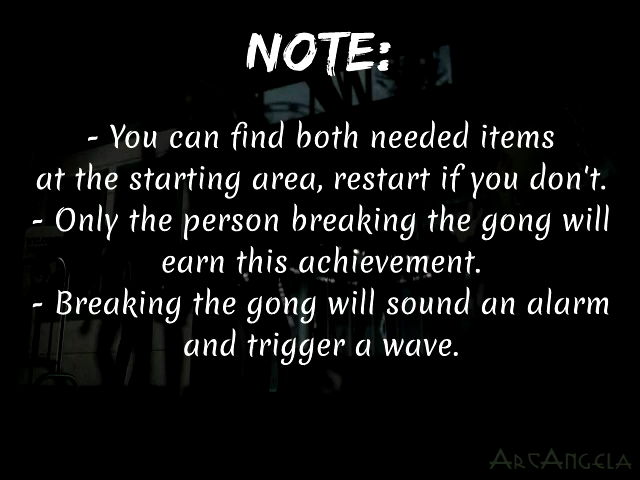 NOTE:
- You can find both needed items
at the starting area, restart if you don't.
- Only the person breaking the gong will
earn this achievement.
- Breaking the gong will sound an alarm
and trigger a wave.
ArcAngela